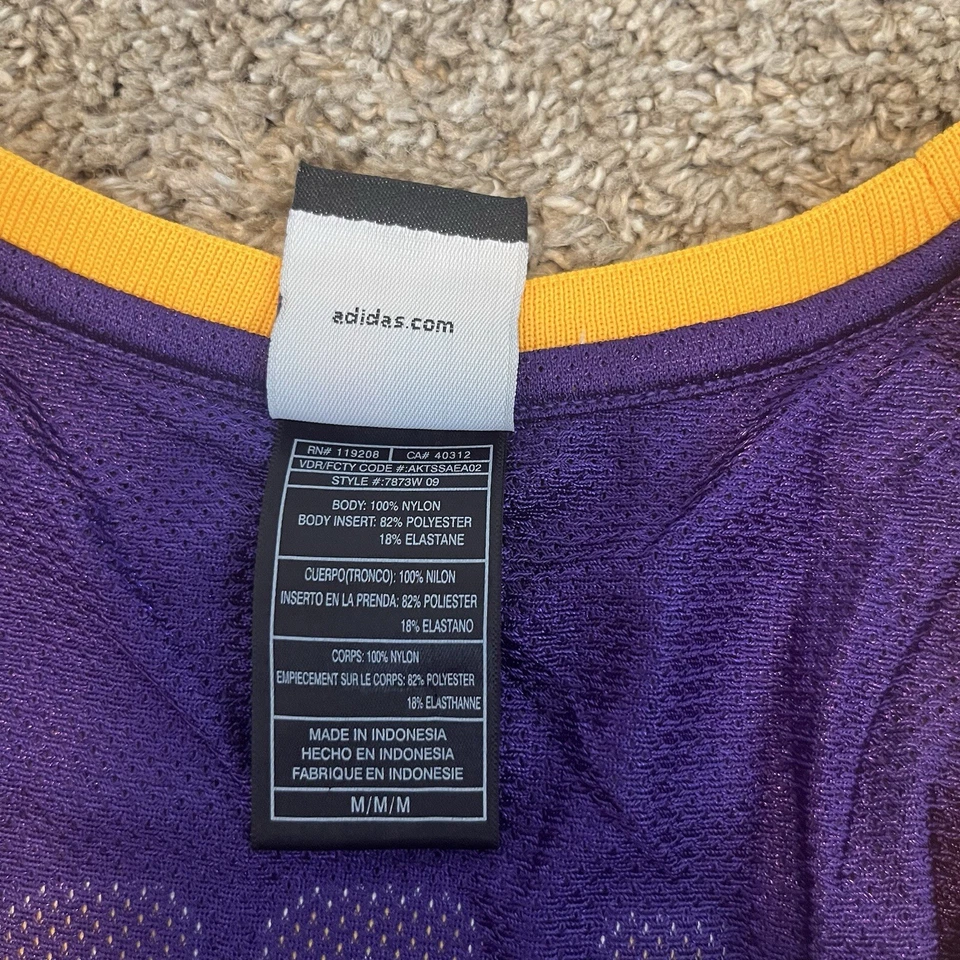 adidas.com
RN# 119208 CA# 40312
VDR/FCTY CODE #:AKTSSAEA02
STYLE #:7873W 09
BODY: 100% NYLON
BODY INSERT: 82% POLYESTER
18% ELASTANE
CUERPO(TRONCO): 100% NILON
INSERTO EN LA PRENDA: 82% POLIESTER
18% ELASTANO
CORPS: 100% NYLON
EMPIECEMENT SUR LE CORPS: 82% POLYESTER
18% ELASTHANNE
MADE IN INDONESIA
HECHO EN INDONESIA
FABRIQUE EN INDONESIE
M/M/M